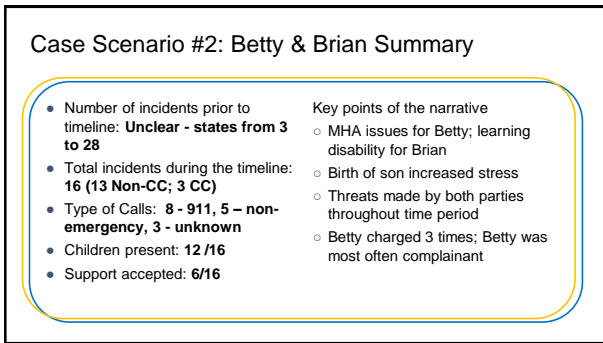 Case Scenario #2: Betty & Brian Summary
● Number of incidents prior to
timeline: Unclear - states from 3
to 28
● Total incidents during the timeline:
16 (13 Non-CC; 3 CC)
● Type of Calls:  8 - 911, 5 – non-
emergency, 3 - unknown
● Children present: 12 /16
● Support accepted: 6/16
Key points of the narrative
○ MHA issues for Betty; learning
disability for Brian
○ Birth of son increased stress
○ Threats made by both parties
throughout time period
○ Betty charged 3 times; Betty was
most often complainant